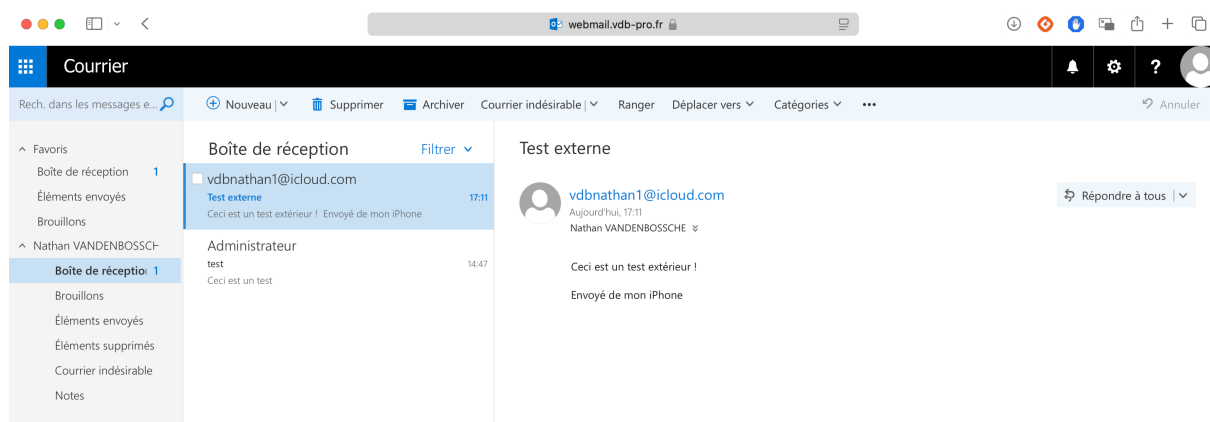 webmail.vdb-pro.fr
Courrier
?
Rech. dans les messages e...
Nouveau
Supprimer
Archiver
Courrier indésirable
Ranger
Déplacer vers
Catégories
•••
Annuler
Favoris
Boîte de réception 1
Éléments envoyés
Brouillons
Nathan VANDENBOSSCH
Boîte de réception 1
Brouillons
Éléments envoyés
Éléments supprimés
Courrier indésirable
Notes
Boîte de réception
Filtrer
vdbnathan1@icloud.com
Test externe 17:11
Ceci est un test extérieur ! Envoyé de mon iPhone
Administrateur
test 14:47
Ceci est un test
Test externe
vdbnathan1@icloud.com
Aujourd'hui, 17:11
Nathan VANDENBOSSCHE
Répondre à tous
Ceci est un test extérieur !
Envoyé de mon iPhone